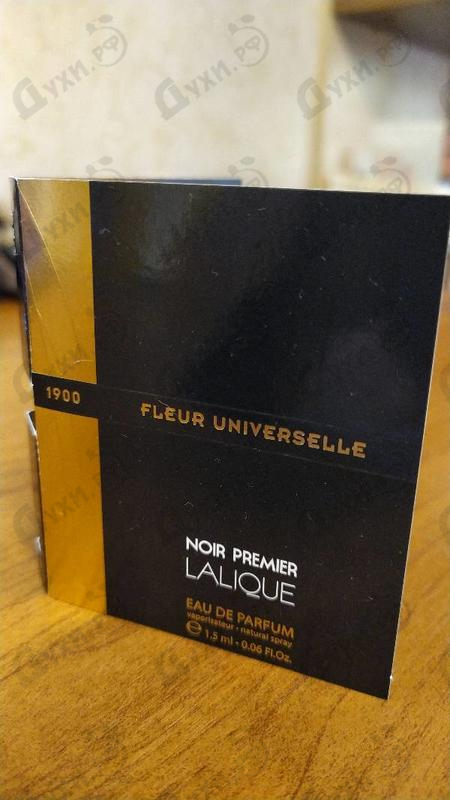 Духи.РФ
1900
FLEUR UNIVERSELLE
NOIR PREMIER
LALIQUE
EAU DE PARFUM
vaporisateur • natural spray
℮ 1.5 ml • 0.06 Fl.Oz.